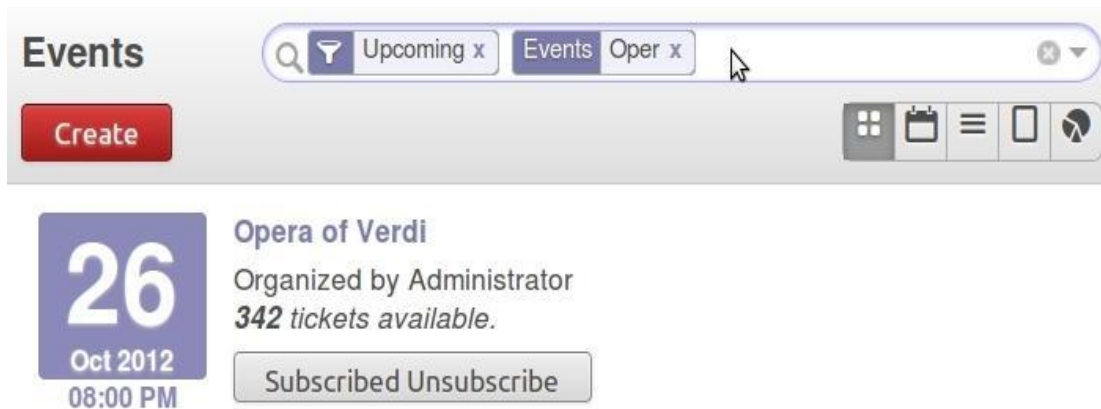 Events
Upcoming x Events Oper x
Create
26
Oct 2012
08:00 PM
Opera of Verdi
Organized by Administrator
342 tickets available.
Subscribed Unsubscribe